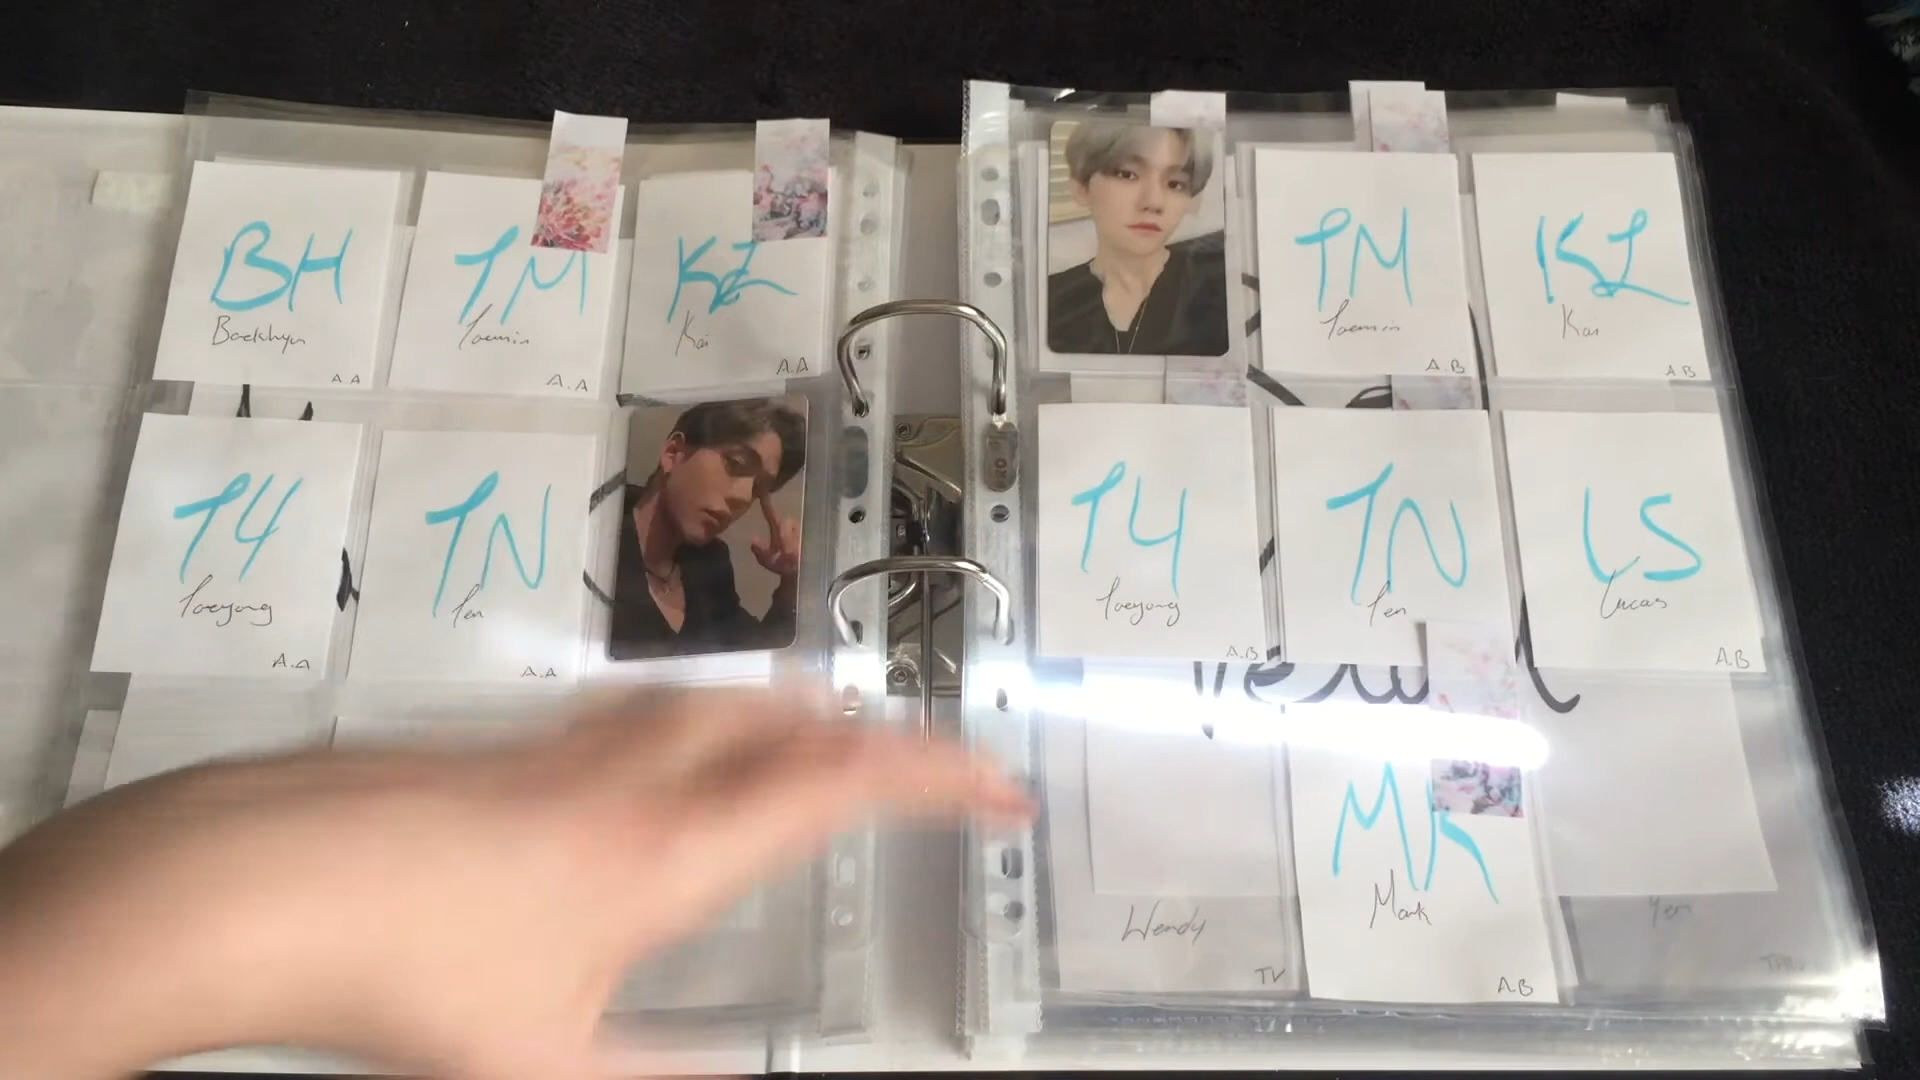 BH
Baekhyun
A.A
TM
Taemin
A.A
KI
Kai
A.A
TY
Taeyong
A.A
TN
Ten
A.A
TM
Taemin
A.B
KI
Kai
A.B
TY
Taeyong
A.B
TN
Ten
A.B
LS
Lucas
A.B
Wendy
TV
MK
Mark
A.B
Yeri